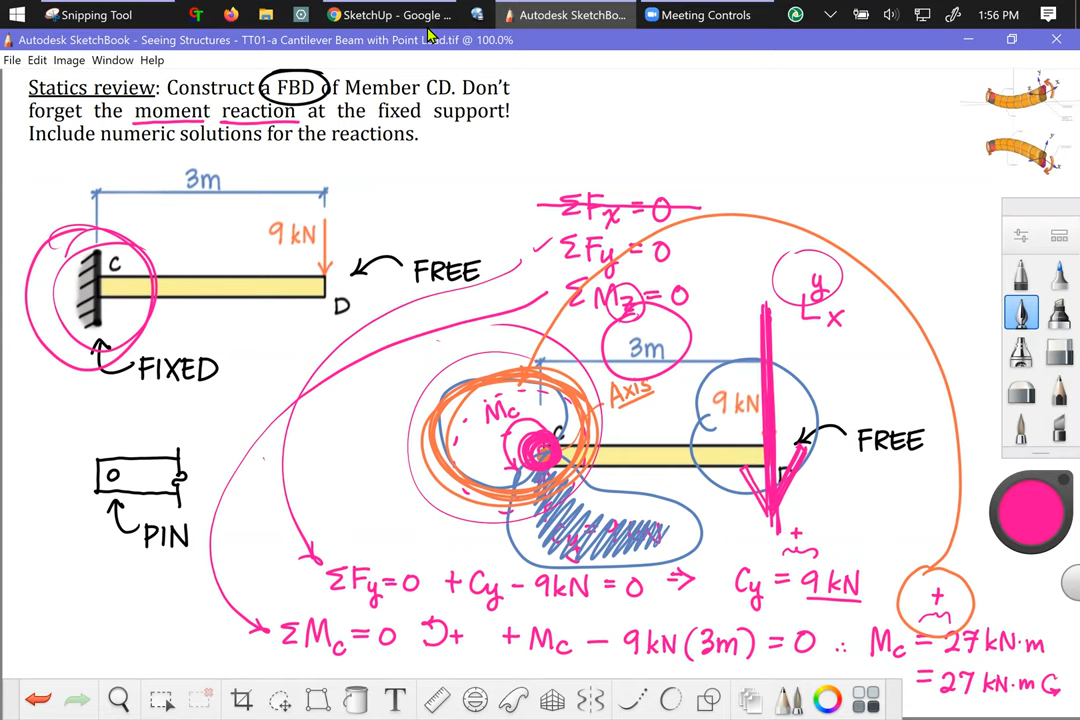 Snipping Tool
SketchUp - Google ...
Autodesk SketchBo...
Meeting Controls
1:56 PM
Autodesk SketchBook - Seeing Structures - TT01-a Cantilever Beam with Point Load.tif @ 100.0%
File Edit Image Window Help
Statics review: Construct a FBD of Member CD. Don't
forget the moment reaction at the fixed support!
Include numeric solutions for the reactions.
3m
9 kN
C
D
FREE
FIXED
PIN
ΣFx = 0
ΣFy = 0
ΣMz = 0
y
x
3m
Axis
Mc
C
9 kN
FREE
+
ΣFy=0 +Cy - 9kN = 0 ⇒ Cy = 9 kN
+
ΣMc=0 ↺+ +Mc - 9kN(3m) = 0 ∴ Mc = 27 kN·m
= 27 kN·m
T